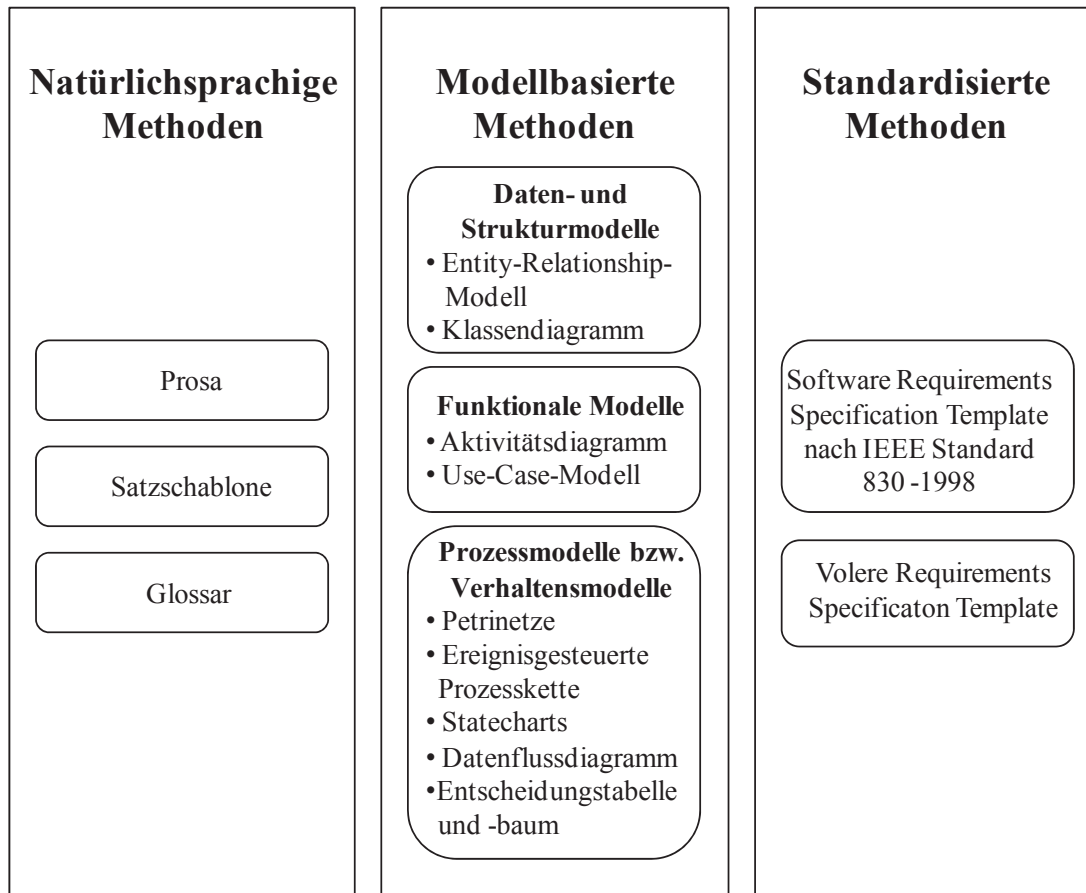 Natürlichsprachige
Methoden
Prosa
Satzschablone
Glossar
Modellbasierte
Methoden
Daten- und
Strukturmodelle
• Entity-Relationship-
Modell
• Klassendiagramm
Funktionale Modelle
• Aktivitätsdiagramm
• Use-Case-Modell
Prozessmodelle bzw.
Verhaltensmodelle
• Petrinetze
• Ereignisgesteuerte
Prozesskette
• Statecharts
• Datenflussdiagramm
• Entscheidungstabelle
und -baum
Standardisierte
Methoden
Software Requirements
Specification Template
nach IEEE Standard
830 -1998
Volere Requirements
Specificaton Template